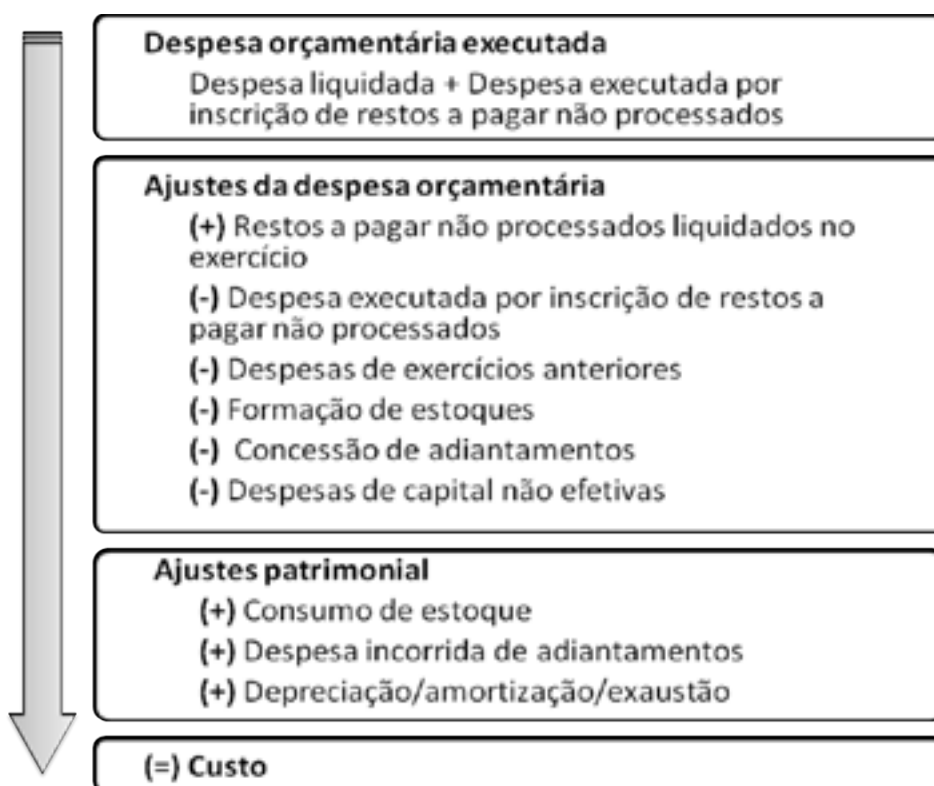 Despesa orçamentária executada
Despesa liquidada + Despesa executada por
inscrição de restos a pagar não processados
Ajustes da despesa orçamentária
(+) Restos a pagar não processados liquidados no
exercício
(-) Despesa executada por inscrição de restos a
pagar não processados
(-) Despesas de exercícios anteriores
(-) Formação de estoques
(-) Concessão de adiantamentos
(-) Despesas de capital não efetivas
Ajustes patrimonial
(+) Consumo de estoque
(+) Despesa incorrida de adiantamentos
(+) Depreciação/amortização/exaustão
(=) Custo